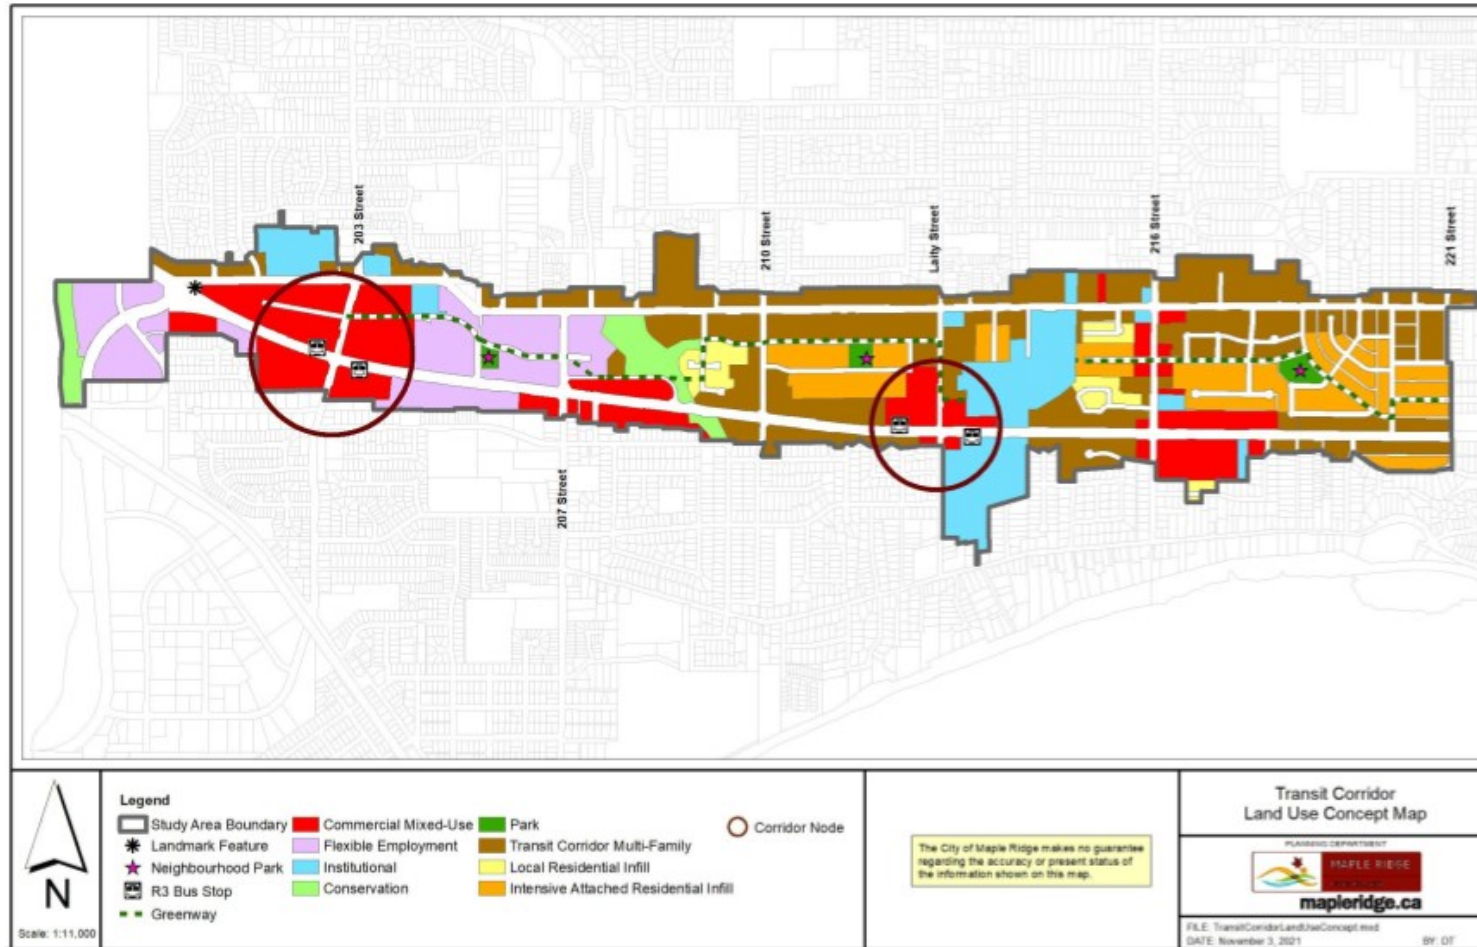 203 Street
210 Street
Laity Street
216 Street
221 Street
207 Street
N
Scale: 1:11,000
Legend
Study Area Boundary
Landmark Feature
Neighbourhood Park
R3 Bus Stop
Greenway
Commercial Mixed-Use
Flexible Employment
Institutional
Conservation
Park
Transit Corridor Multi-Family
Local Residential Infill
Intensive Attached Residential Infill
Corridor Node
The City of Maple Ridge makes no guarantee
regarding the accuracy or present status of
the information shown on this map.
Transit Corridor
Land Use Concept Map
PLANNING DEPARTMENT
MAPLE RIDGE
mapleridge.ca
FILE: TransitCorridorLandUseConcept.mxd
DATE: November 3, 2021
BY: DT